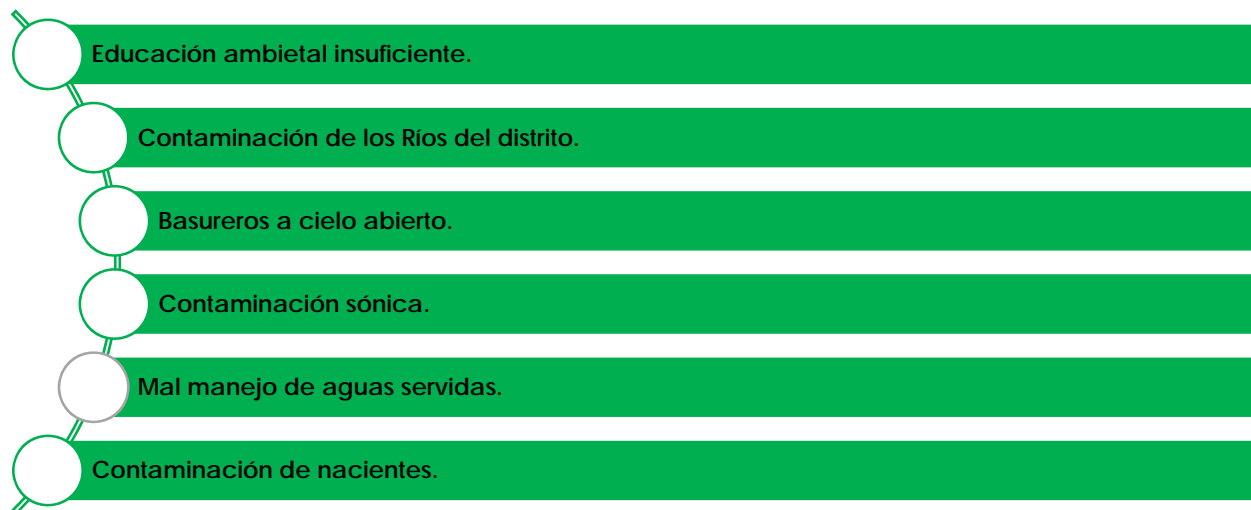 Educación ambietal insuficiente.
Contaminación de los Ríos del distrito.
Basureros a cielo abierto.
Contaminación sónica.
Mal manejo de aguas servidas.
Contaminación de nacientes.